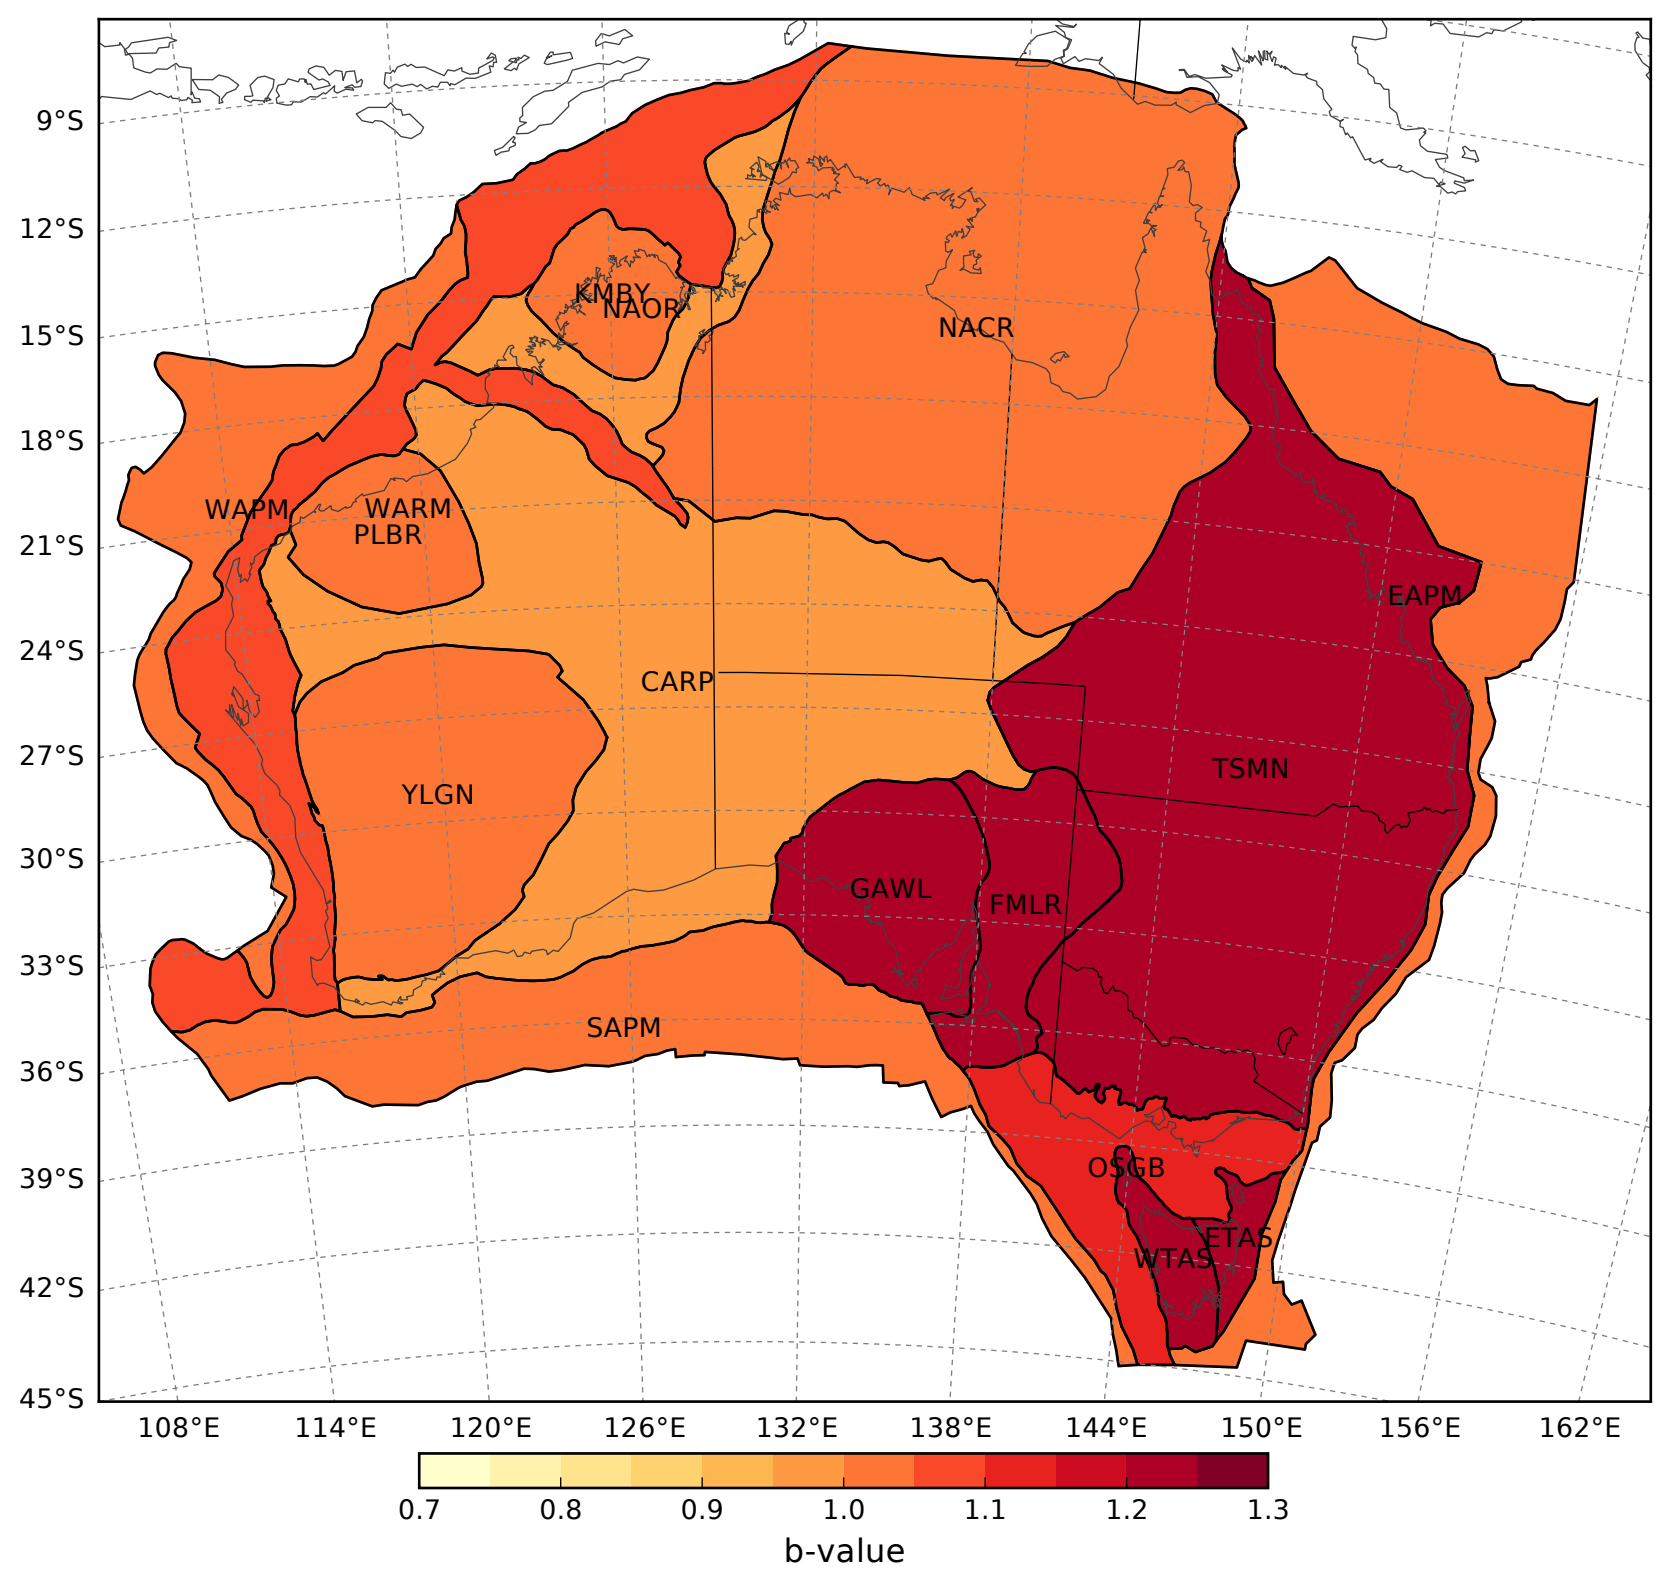 9°S
12°S
KMBY
NAOR
NACR
15°S
18°S
WAPM
WARM
PLBR
21°S
EAPM
24°S
CARP
27°S
TSMN
YLGN
30°S
GAWL
FMLR
33°S
SAPM
36°S
OSGB
39°S
ETAS
WTAS
42°S
45°S
108°E 114°E 120°E 126°E 132°E 138°E 144°E 150°E 156°E 162°E
0.7 0.8 0.9 1.0 1.1 1.2 1.3
b-value